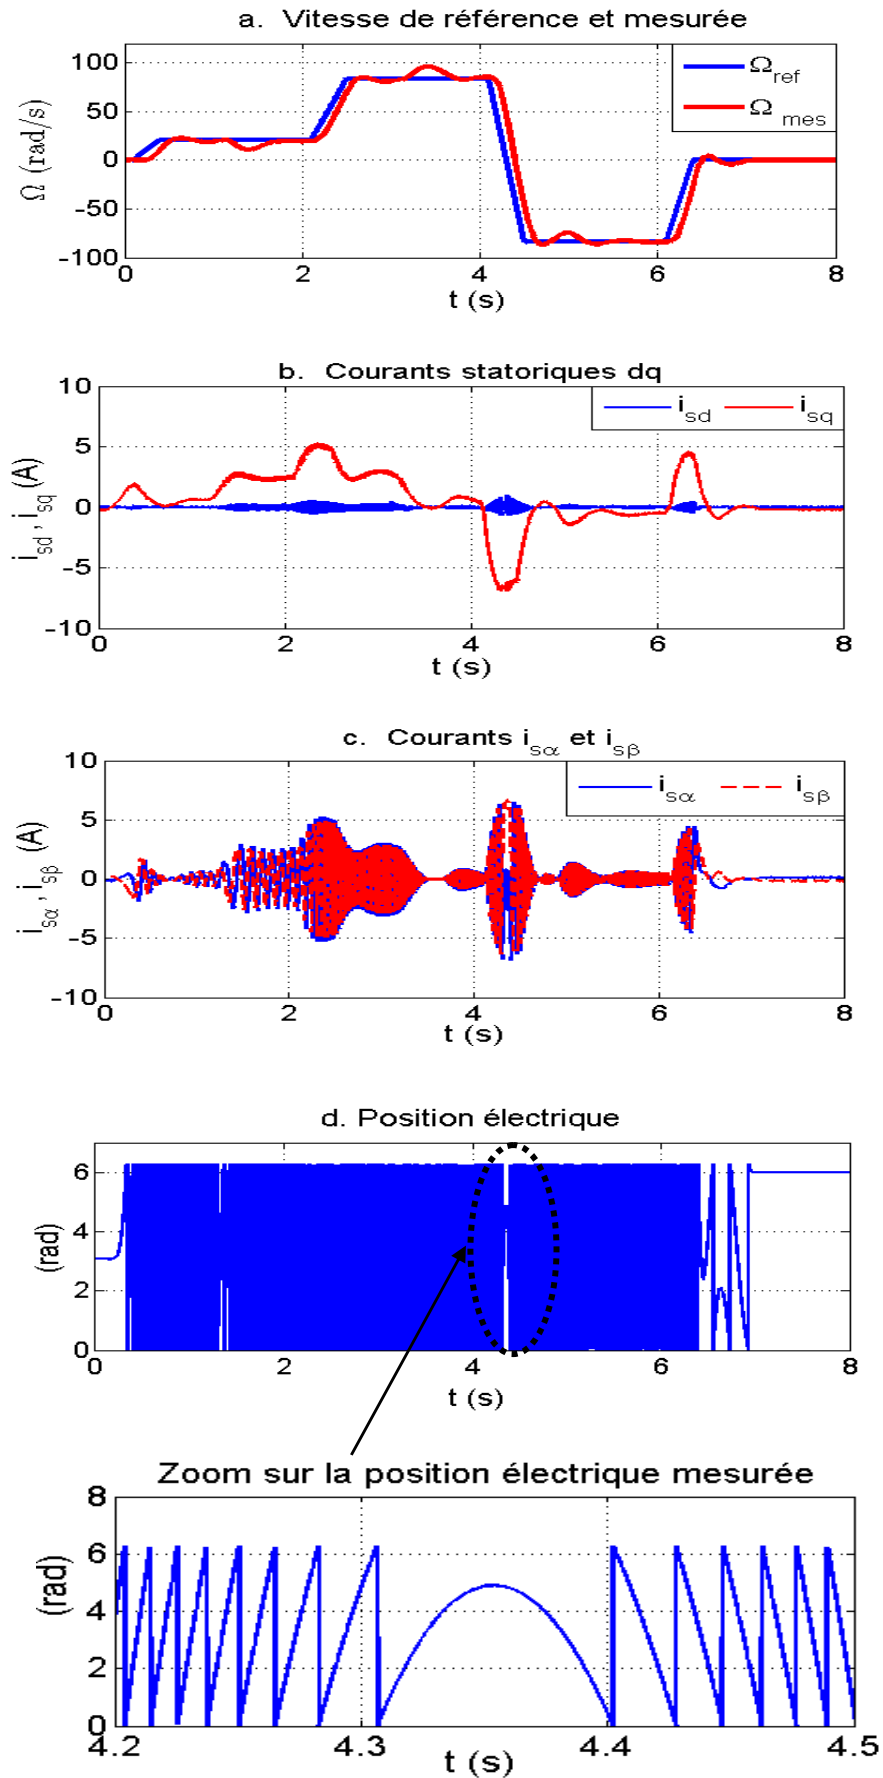 a. Vitesse de référence et mesurée
100
50
0
-50
-100
Ω (rad/s)
Ωref
Ω mes
0 2 4 6 8
t (s)
b. Courants statoriques dq
10
5
0
-5
-10
isd , isq (A)
isd isq
0 2 4 6 8
t (s)
c. Courants isα et isβ
10
5
0
-5
-10
isα , isβ (A)
isα isβ
0 2 4 6 8
t (s)
d. Position électrique
6
4
2
0
(rad)
0 2 4 6 8
t (s)
Zoom sur la position électrique mesurée
8
6
4
2
0
(rad)
4.2 4.3 4.4 4.5
t (s)